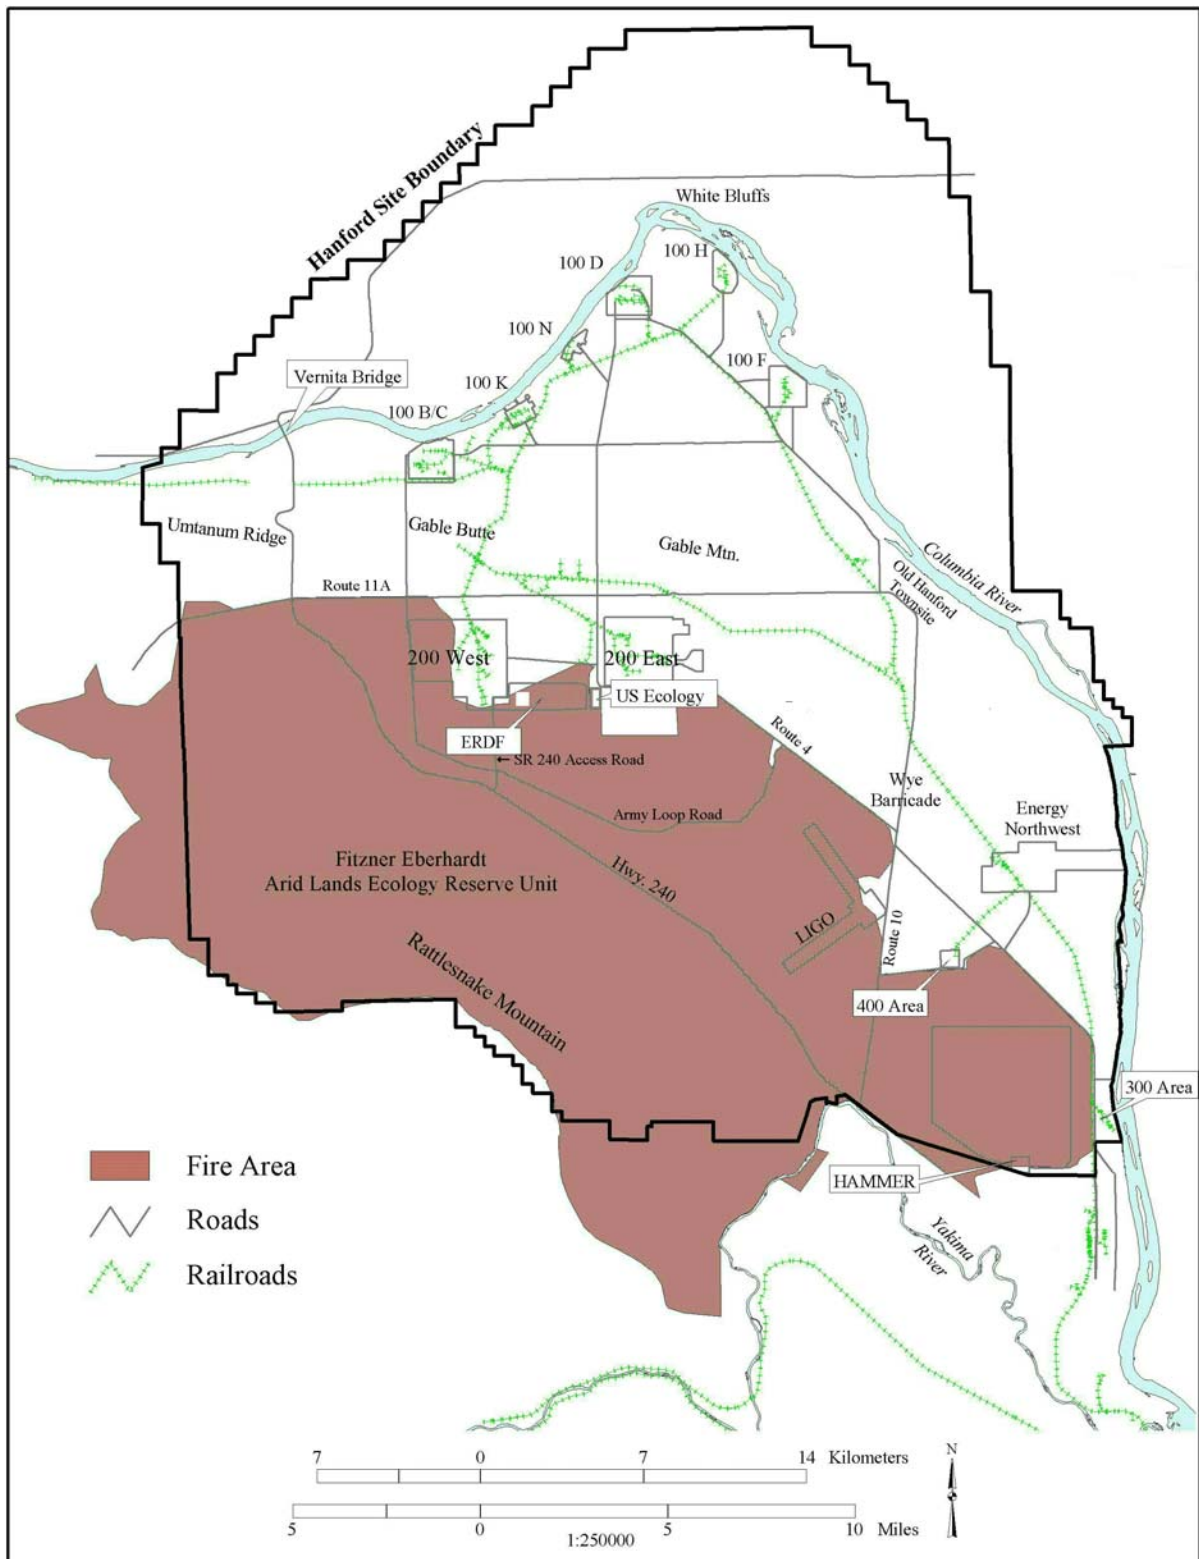 Hanford Site Boundary
White Bluffs
100 H
100 D
100 N
100 F
Vernita Bridge
100 K
100 B/C
Umtanum Ridge
Gable Butte
Gable Mtn.
Columbia River
Old Hanford
Townsite
Route 11A
200 West
200 East
US Ecology
ERDF
← SR 240 Access Road
Route 4
Wye
Barricade
Energy
Northwest
Army Loop Road
Fitzner Eberhardt
Arid Lands Ecology Reserve Unit
Hwy. 240
LIGO
Route 10
Rattlesnake Mountain
400 Area
300 Area
HAMMER
Yakima
River
Fire Area
Roads
Railroads
7 0 7 14 Kilometers
N
5 0 5 10 Miles
1:250000